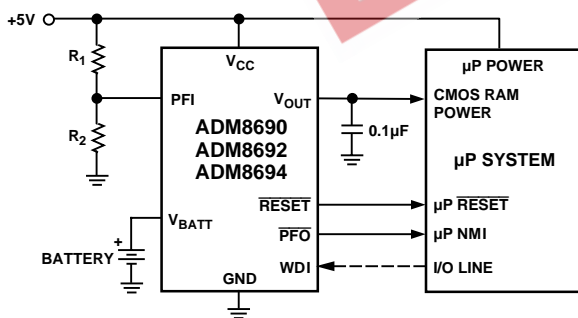 +5V
R1
R2
VCC
PFI
VOUT
ADM8690
ADM8692
ADM8694
VBATT
RESET
PFO
WDI
GND
BATTERY
+
0.1µF
µP POWER
CMOS RAM
POWER
µP SYSTEM
µP RESET
µP NMI
I/O LINE